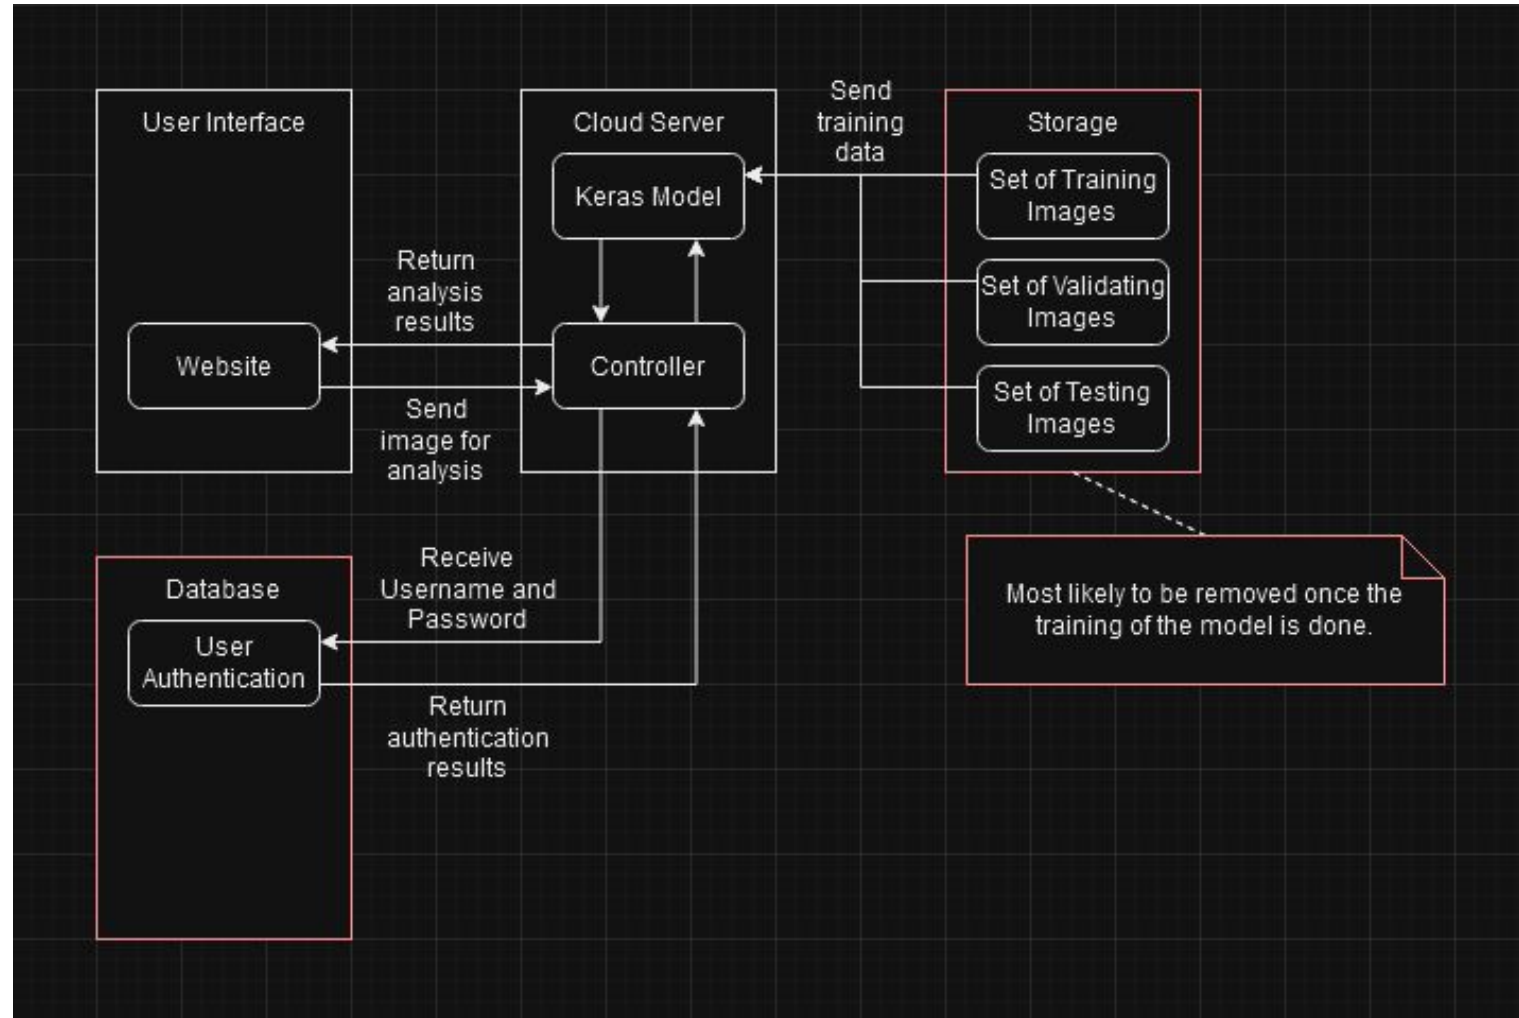 User Interface
Website
Return
analysis
results
Send
image for
analysis
Cloud Server
Keras Model
Controller
Send
training
data
Storage
Set of Training
Images
Set of Validating
Images
Set of Testing
Images
Database
User
Authentication
Receive
Username and
Password
Return
authentication
results
Most likely to be removed once the
training of the model is done.